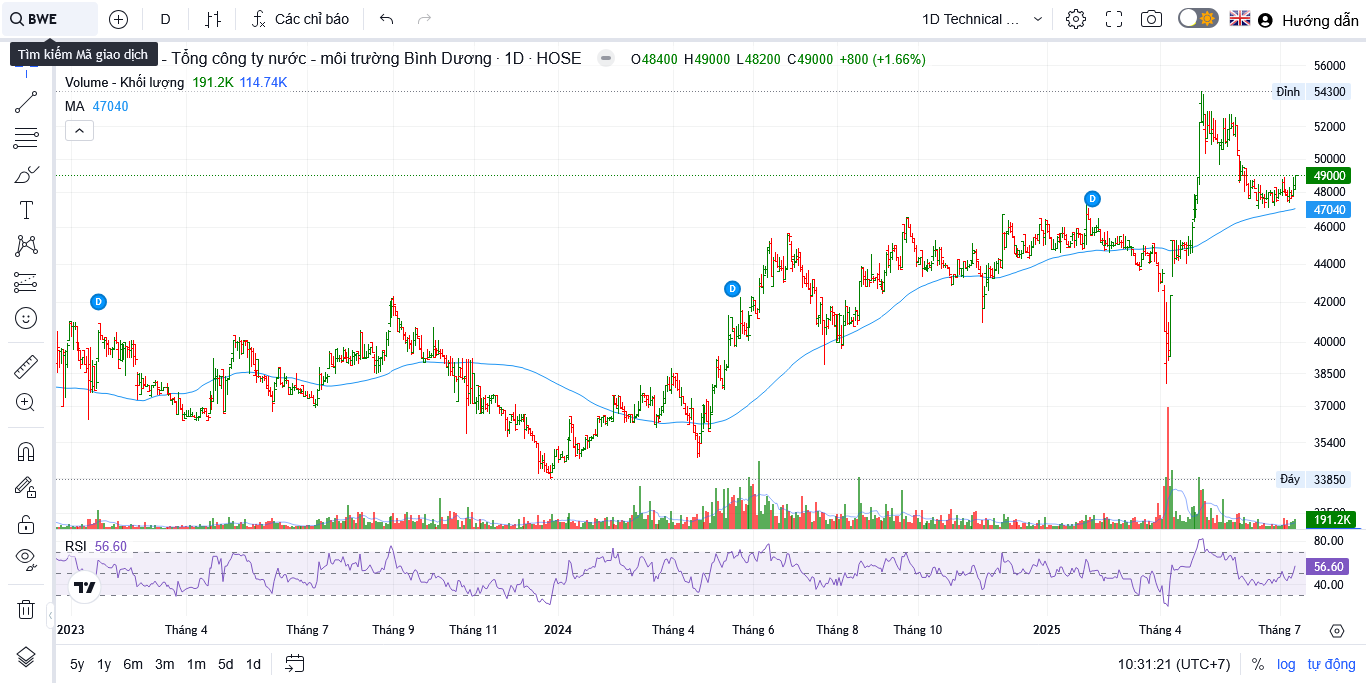 BWE
D
Các chỉ báo
1D Technical ...
Hướng dẫn
Tìm kiếm Mã giao dịch
- Tổng công ty nước - môi trường Bình Dương · 1D · HOSE
O48400 H49000 L48200 C49000 +800 (+1.66%)
Volume - Khối lượng 191.2K 114.74K
MA 47040
56000
Đỉnh 54300
52000
50000
49000
48000
47040
46000
44000
42000
40000
38500
37000
35400
Đáy 33850
191.2K
D
D
D
RSI 56.60
80.00
56.60
40.00
2023 Tháng 4 Tháng 7 Tháng 9 Tháng 11 2024 Tháng 4 Tháng 6 Tháng 8 Tháng 10 2025 Tháng 4 Tháng 7
5y 1y 6m 3m 1m 5d 1d
10:31:21 (UTC+7) % log tự động